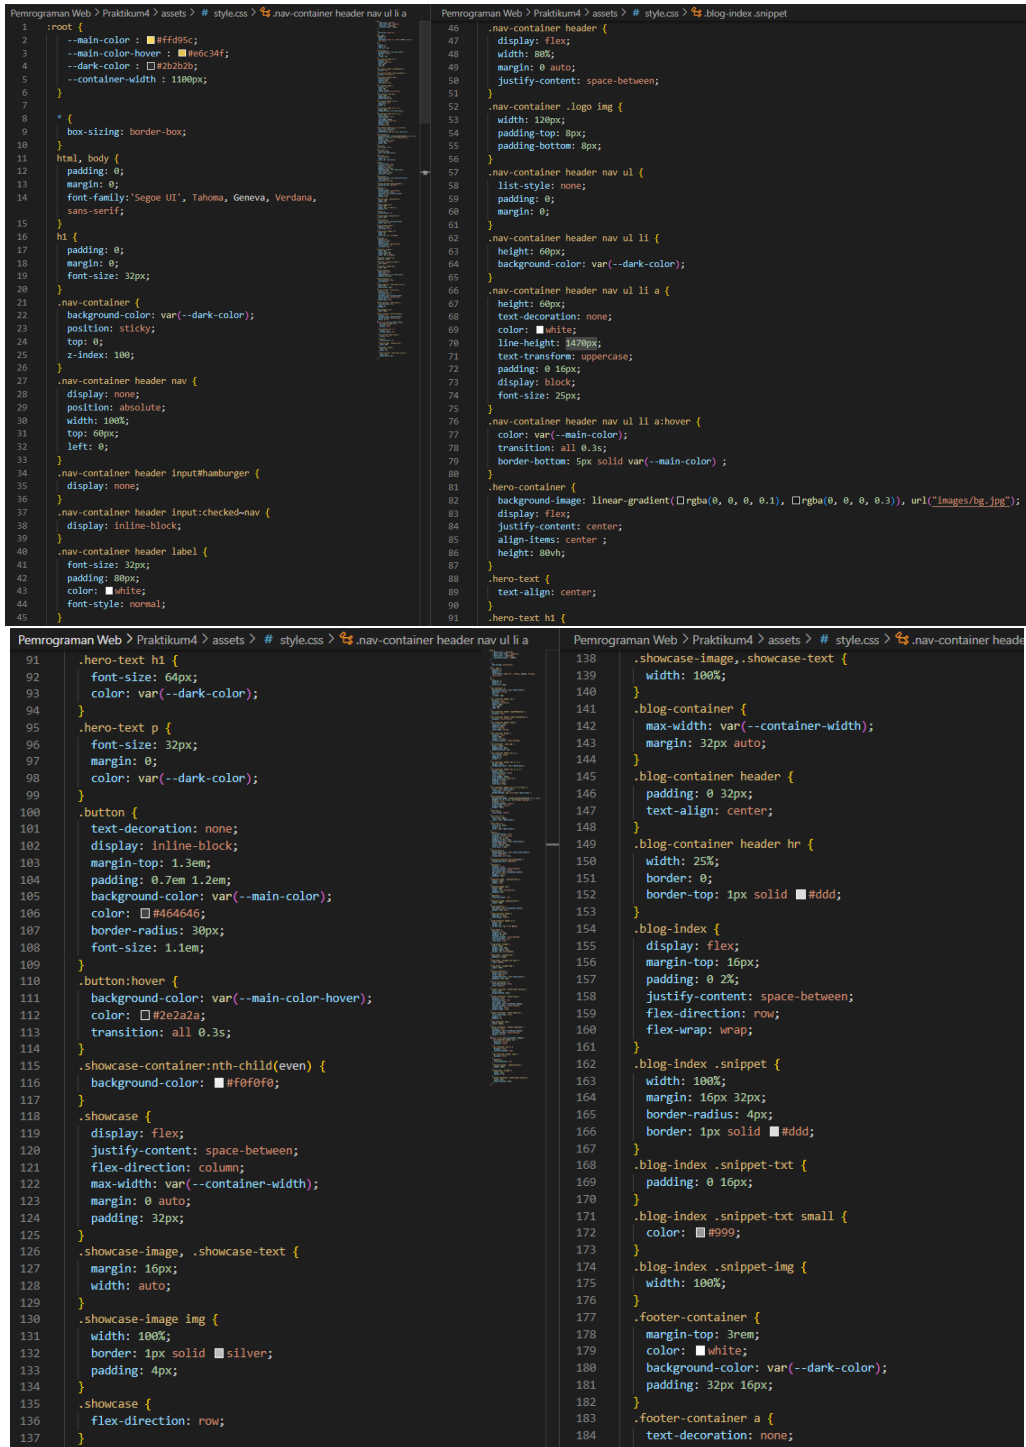 Pemrograman Web > Praktikum4 > assets > # style.css > .nav-container header nav ul li a
1 :root {
2 --main-color : #ffd95c;
3 --main-color-hover : #e6c34f;
4 --dark-color : #2b2b2b;
5 --container-width : 1100px;
6 }
7
8 * {
9 box-sizing: border-box;
10 }
11 html, body {
12 padding: 0;
13 margin: 0;
14 font-family:'Segoe UI', Tahoma, Geneva, Verdana,
sans-serif;
15 }
16 h1 {
17 padding: 0;
18 margin: 0;
19 font-size: 32px;
20 }
21 .nav-container {
22 background-color: var(--dark-color);
23 position: sticky;
24 top: 0;
25 z-index: 100;
26 }
27 .nav-container header nav {
28 display: none;
29 position: absolute;
30 width: 100%;
31 top: 60px;
32 left: 0;
33 }
34 .nav-container header input#hamburger {
35 display: none;
36 }
37 .nav-container header input:checked~nav {
38 display: inline-block;
39 }
40 .nav-container header label {
41 font-size: 32px;
42 padding: 80px;
43 color: white;
44 font-style: normal;
45 }
Pemrograman Web > Praktikum4 > assets > # style.css > .blog-index .snippet
46 .nav-container header {
47 display: flex;
48 width: 80%;
49 margin: 0 auto;
50 justify-content: space-between;
51 }
52 .nav-container .logo img {
53 width: 120px;
54 padding-top: 8px;
55 padding-bottom: 8px;
56 }
57 .nav-container header nav ul {
58 list-style: none;
59 padding: 0;
60 margin: 0;
61 }
62 .nav-container header nav ul li {
63 height: 60px;
64 background-color: var(--dark-color);
65 }
66 .nav-container header nav ul li a {
67 height: 60px;
68 text-decoration: none;
69 color: white;
70 line-height: 1470px;
71 text-transform: uppercase;
72 padding: 0 16px;
73 display: block;
74 font-size: 25px;
75 }
76 .nav-container header nav ul li a:hover {
77 color: var(--main-color);
78 transition: all 0.3s;
79 border-bottom: 5px solid var(--main-color) ;
80 }
81 .hero-container {
82 background-image: linear-gradient(rgba(0, 0, 0, 0.1), rgba(0, 0, 0, 0.3)), url("images/bg.jpg");
83 display: flex;
84 justify-content: center;
85 align-items: center ;
86 height: 80vh;
87 }
88 .hero-text {
89 text-align: center;
90 }
91 .hero-text h1 {
Pemrograman Web > Praktikum4 > assets > # style.css > .nav-container header nav ul li a
91 .hero-text h1 {
92 font-size: 64px;
93 color: var(--dark-color);
94 }
95 .hero-text p {
96 font-size: 32px;
97 margin: 0;
98 color: var(--dark-color);
99 }
100 .button {
101 text-decoration: none;
102 display: inline-block;
103 margin-top: 1.3em;
104 padding: 0.7em 1.2em;
105 background-color: var(--main-color);
106 color: #464646;
107 border-radius: 30px;
108 font-size: 1.1em;
109 }
110 .button:hover {
111 background-color: var(--main-color-hover);
112 color: #2e2a2a;
113 transition: all 0.3s;
114 }
115 .showcase-container:nth-child(even) {
116 background-color: #f0f0f0;
117 }
118 .showcase {
119 display: flex;
120 justify-content: space-between;
121 flex-direction: column;
122 max-width: var(--container-width);
123 margin: 0 auto;
124 padding: 32px;
125 }
126 .showcase-image, .showcase-text {
127 margin: 16px;
128 width: auto;
129 }
130 .showcase-image img {
131 width: 100%;
132 border: 1px solid silver;
133 padding: 4px;
134 }
135 .showcase {
136 flex-direction: row;
137 }
Pemrograman Web > Praktikum4 > assets > # style.css > .nav-container heade
138 .showcase-image,.showcase-text {
139 width: 100%;
140 }
141 .blog-container {
142 max-width: var(--container-width);
143 margin: 32px auto;
144 }
145 .blog-container header {
146 padding: 0 32px;
147 text-align: center;
148 }
149 .blog-container header hr {
150 width: 25%;
151 border: 0;
152 border-top: 1px solid #ddd;
153 }
154 .blog-index {
155 display: flex;
156 margin-top: 16px;
157 padding: 0 2%;
158 justify-content: space-between;
159 flex-direction: row;
160 flex-wrap: wrap;
161 }
162 .blog-index .snippet {
163 width: 100%;
164 margin: 16px 32px;
165 border-radius: 4px;
166 border: 1px solid #ddd;
167 }
168 .blog-index .snippet-txt {
169 padding: 0 16px;
170 }
171 .blog-index .snippet-txt small {
172 color: #999;
173 }
174 .blog-index .snippet-img {
175 width: 100%;
176 }
177 .footer-container {
178 margin-top: 3rem;
179 color: white;
180 background-color: var(--dark-color);
181 padding: 32px 16px;
182 }
183 .footer-container a {
184 text-decoration: none;